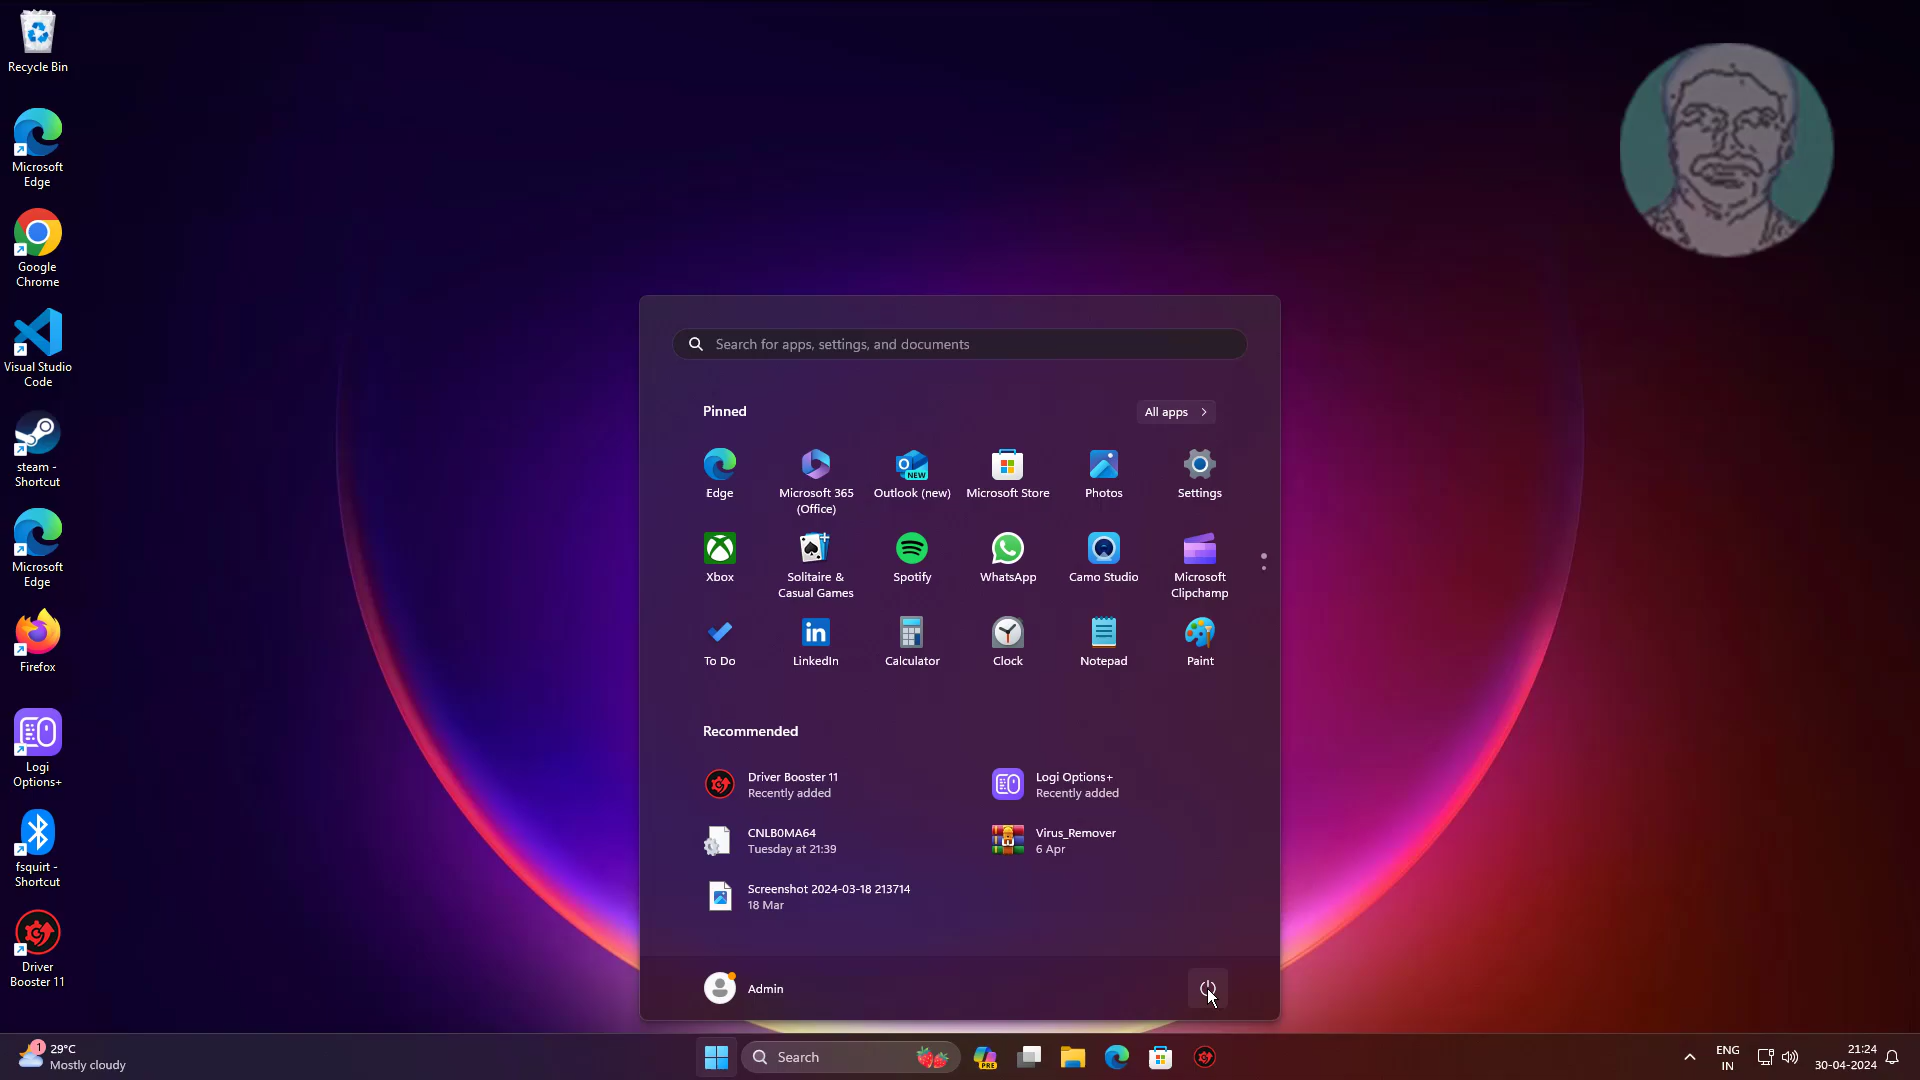 Recycle Bin
Microsoft
Edge
Google
Chrome
Visual Studio
Code
steam -
Shortcut
Microsoft
Edge
Firefox
Logi
Options+
fsquirt -
Shortcut
Driver
Booster 11
Search for apps, settings, and documents
Pinned
All apps
Edge
Microsoft 365
(Office)
Outlook (new)
Microsoft Store
Photos
Settings
Xbox
Solitaire &
Casual Games
Spotify
WhatsApp
Camo Studio
Microsoft
Clipchamp
To Do
LinkedIn
Calculator
Clock
Notepad
Paint
Recommended
Driver Booster 11
Recently added
Logi Options+
Recently added
CNLB0MA64
Tuesday at 21:39
Virus_Remover
6 Apr
Screenshot 2024-03-18 213714
18 Mar
Admin
1
29°C
Mostly cloudy
Search
PRE
ENG
IN
21:24
30-04-2024